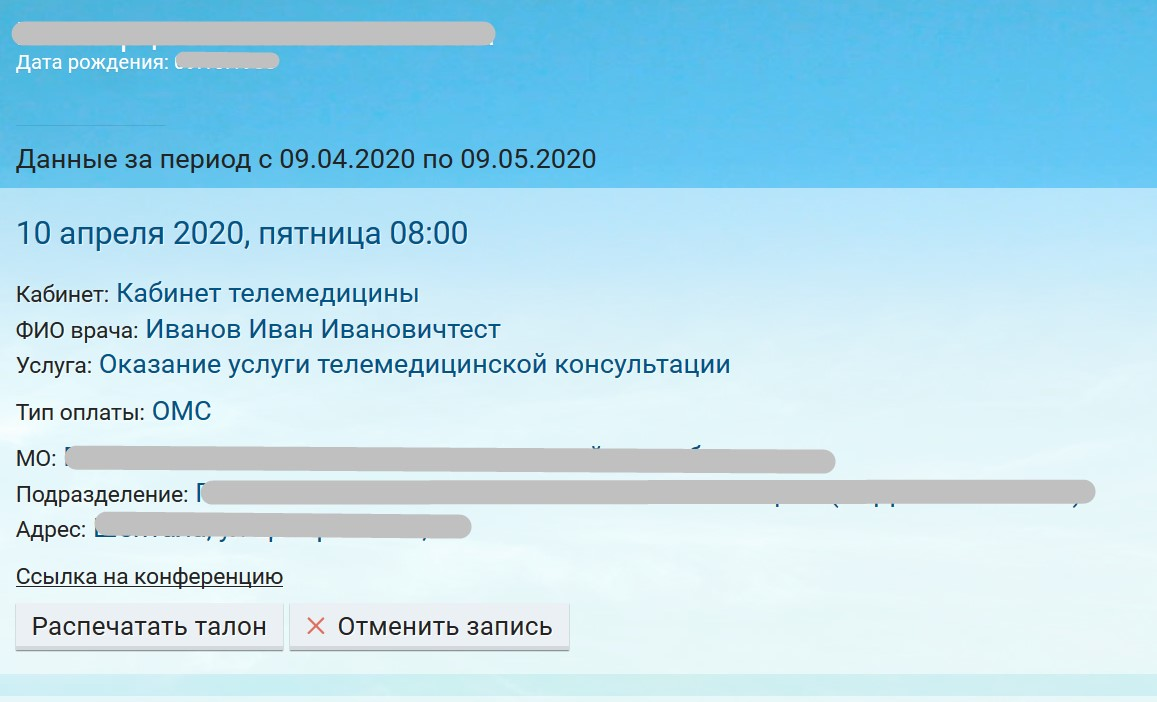 Дата рождения:
Данные за период с 09.04.2020 по 09.05.2020
10 апреля 2020, пятница 08:00
Кабинет: Кабинет телемедицины
ФИО врача: Иванов Иван Ивановичтест
Услуга: Оказание услуги телемедицинской консультации
Тип оплаты: ОМС
МО:
Подразделение:
Адрес:
Ссылка на конференцию
Распечатать талон
Отменить запись